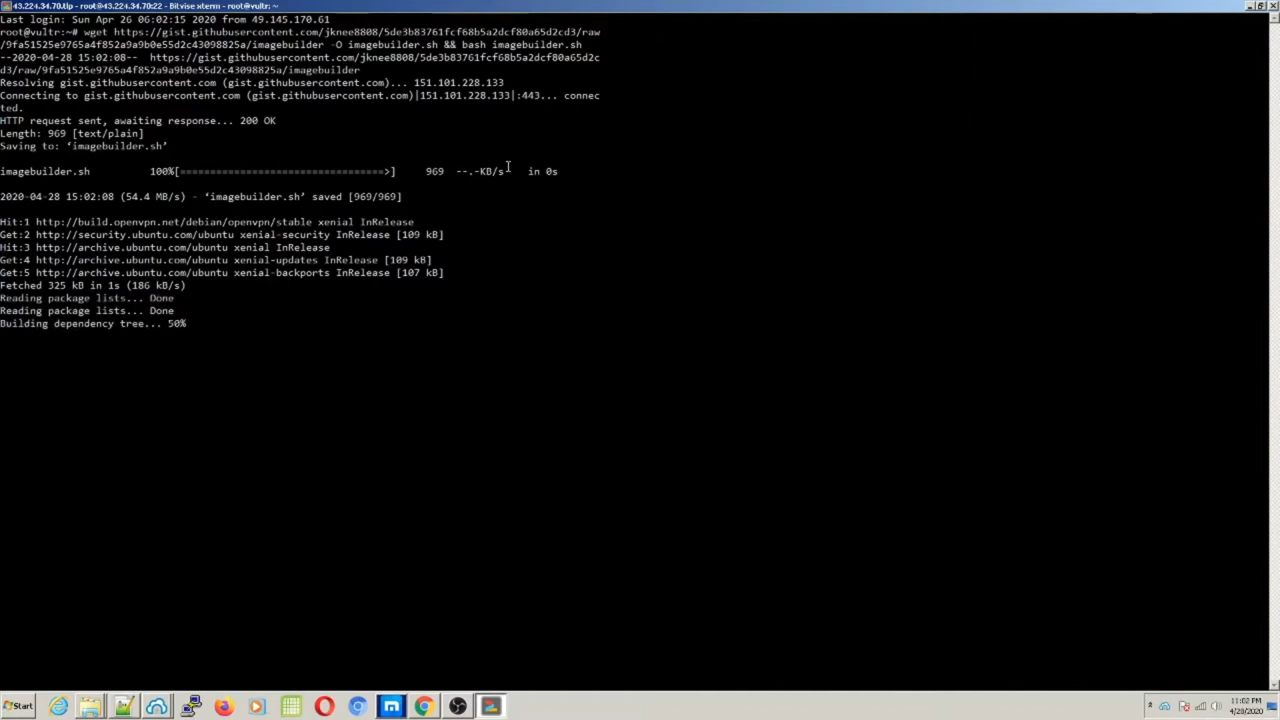 43.224.34.70.tlp - root@43.224.34.70:22 - Bitvise xterm - root@vultr: ~
Last login: Sun Apr 26 06:02:15 2020 from 49.145.170.61
root@vultr:~# wget https://gist.githubusercontent.com/jknee8808/5de3b83761fcf68b5a2dcf80a65d2cd3/raw
/9fa51525e9765a4f852a9a9b0e55d2c43098825a/imagebuilder -O imagebuilder.sh && bash imagebuilder.sh
--2020-04-28 15:02:08--  https://gist.githubusercontent.com/jknee8808/5de3b83761fcf68b5a2dcf80a65d2c
d3/raw/9fa51525e9765a4f852a9a9b0e55d2c43098825a/imagebuilder
Resolving gist.githubusercontent.com (gist.githubusercontent.com)... 151.101.228.133
Connecting to gist.githubusercontent.com (gist.githubusercontent.com)|151.101.228.133|:443... connec
ted.
HTTP request sent, awaiting response... 200 OK
Length: 969 [text/plain]
Saving to: ‘imagebuilder.sh’
imagebuilder.sh          100%[==================================>]     969  --.-KB/s    in 0s
2020-04-28 15:02:08 (54.4 MB/s) - ‘imagebuilder.sh’ saved [969/969]
Hit:1 http://build.openvpn.net/debian/openvpn/stable xenial InRelease
Get:2 http://security.ubuntu.com/ubuntu xenial-security InRelease [109 kB]
Hit:3 http://archive.ubuntu.com/ubuntu xenial InRelease
Get:4 http://archive.ubuntu.com/ubuntu xenial-updates InRelease [109 kB]
Get:5 http://archive.ubuntu.com/ubuntu xenial-backports InRelease [107 kB]
Fetched 325 kB in 1s (186 kB/s)
Reading package lists... Done
Reading package lists... Done
Building dependency tree... 50%
Start
11:02 PM
4/28/2020